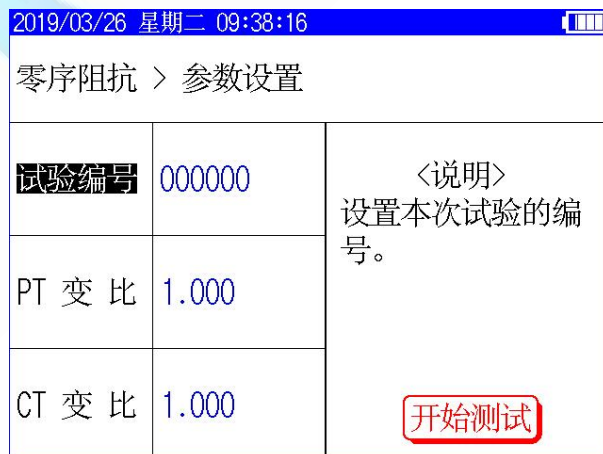 2019/03/26 星期二 09:38:16
零序阻抗 > 参数设置
试验编号 000000
<说明>
设置本次试验的编
号。
PT 变 比 1.000
CT 变 比 1.000
开始测试